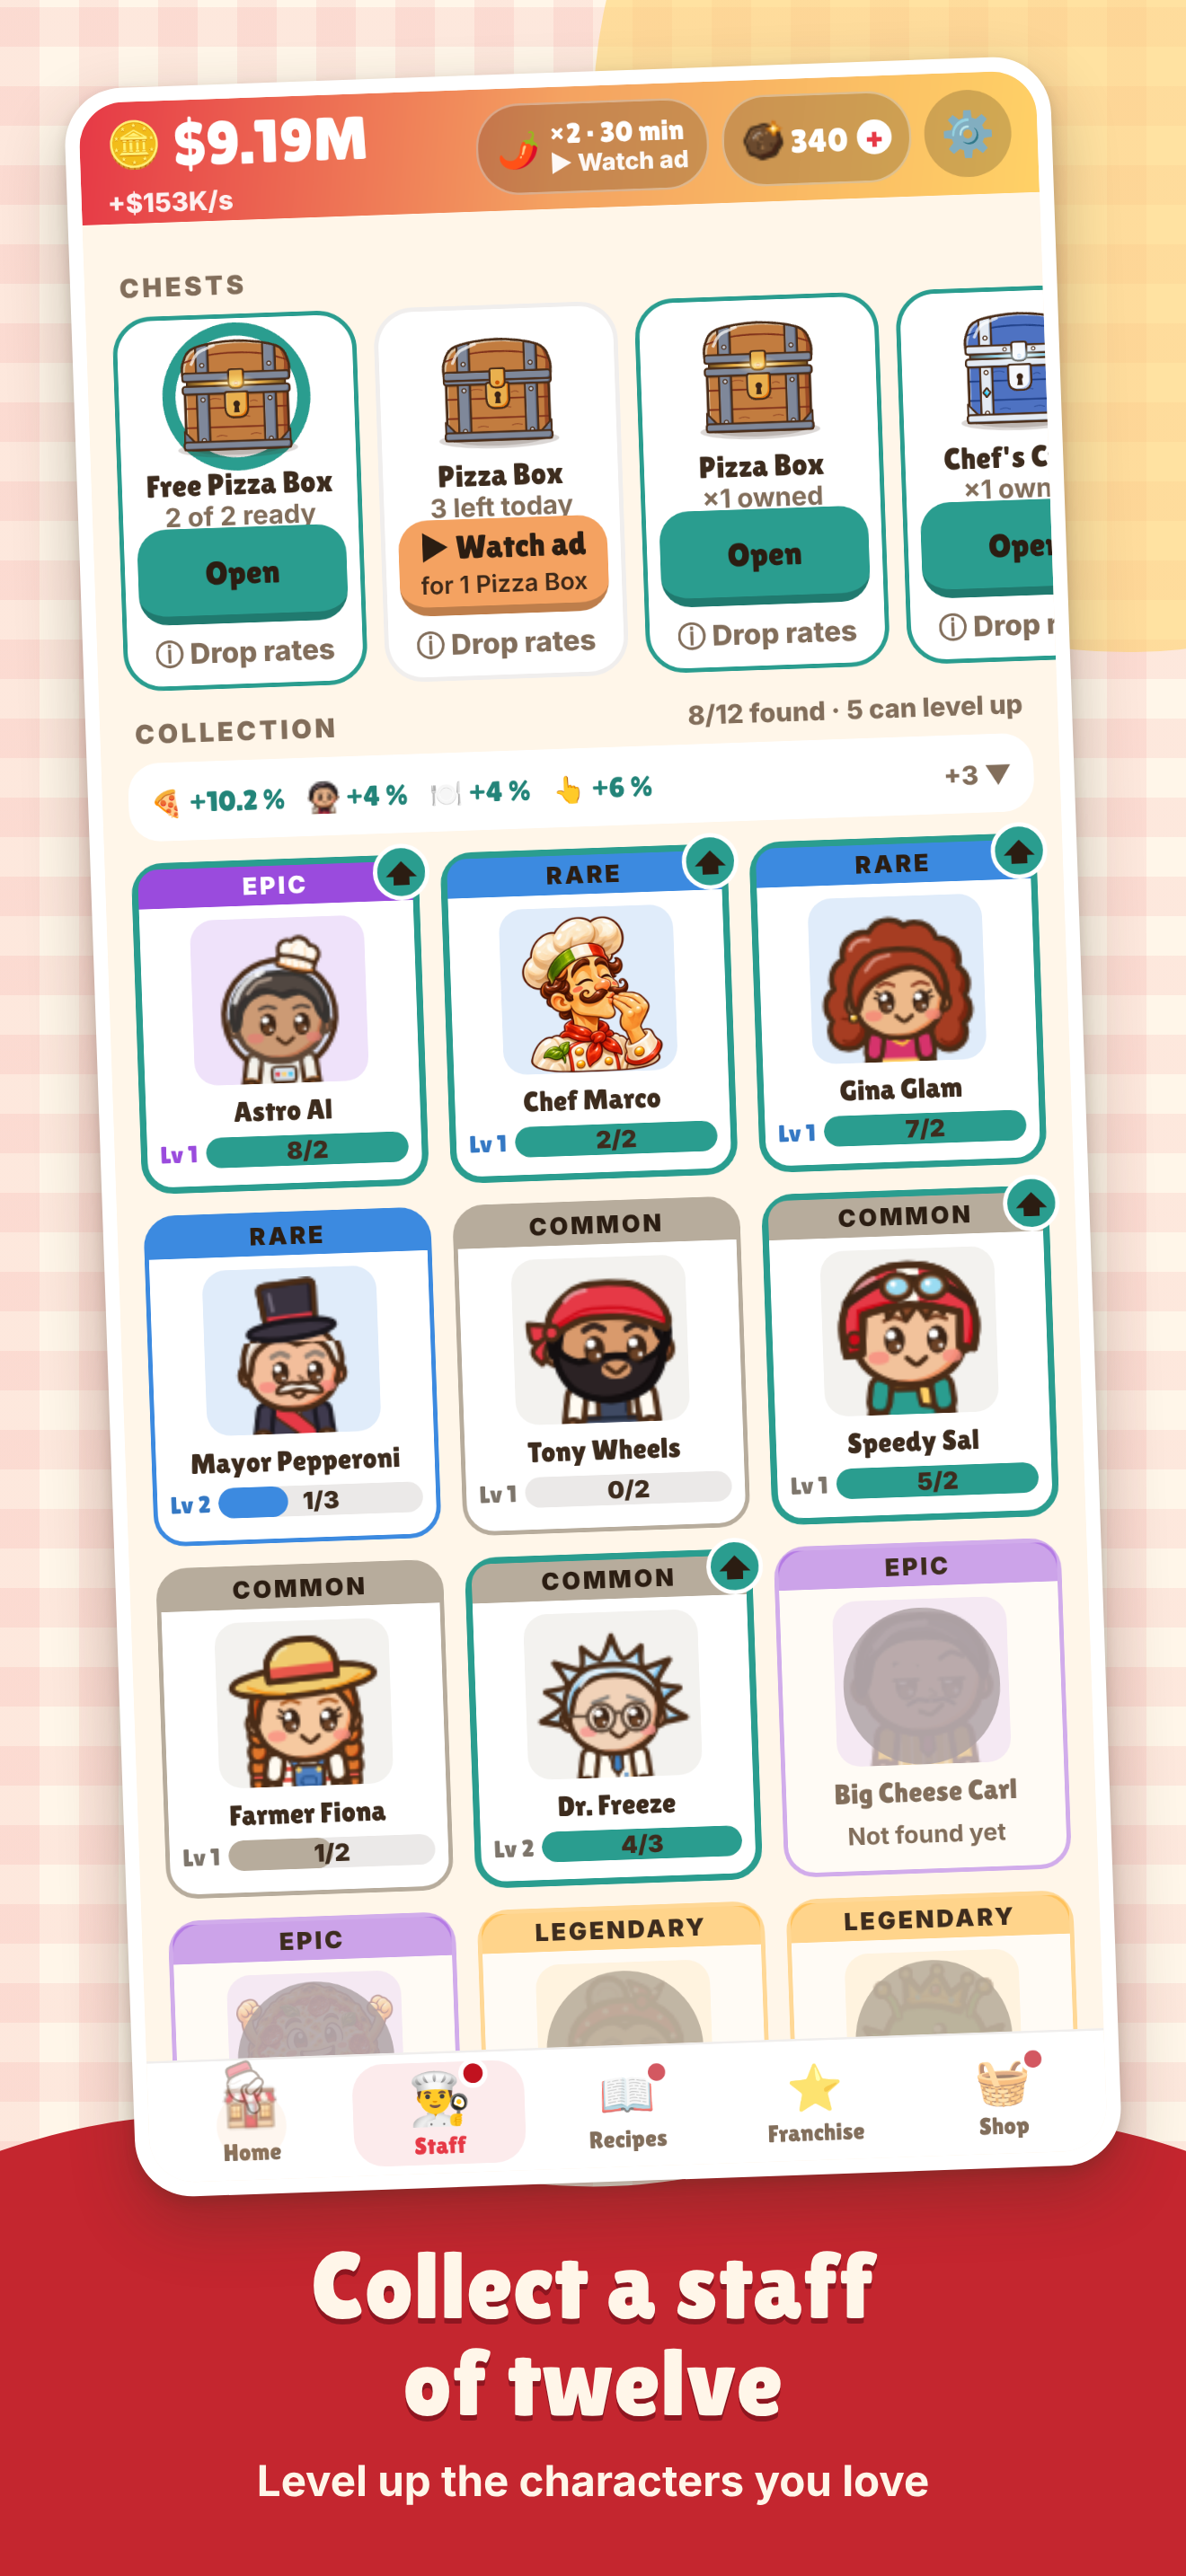 $9.19M
+$153K/s
×2 · 30 min
▶ Watch ad
340 +
CHESTS
Free Pizza Box
2 of 2 ready
Open
ⓘ Drop rates
Pizza Box
3 left today
▶ Watch ad
for 1 Pizza Box
ⓘ Drop rates
Pizza Box
×1 owned
Open
ⓘ Drop rates
Chef's C
×1 own
Open
ⓘ Drop r
COLLECTION
8/12 found · 5 can level up
+10.2 %
+4 %
+4 %
+6 %
+3 ▼
EPIC
Astro Al
Lv 1
8/2
RARE
Chef Marco
Lv 1
2/2
RARE
Gina Glam
Lv 1
7/2
RARE
Mayor Pepperoni
Lv 2
1/3
COMMON
Tony Wheels
Lv 1
0/2
COMMON
Speedy Sal
Lv 1
5/2
COMMON
Farmer Fiona
Lv 1
1/2
COMMON
Dr. Freeze
Lv 2
4/3
EPIC
Big Cheese Carl
Not found yet
EPIC
LEGENDARY
LEGENDARY
Home
Staff
Recipes
Franchise
Shop
Collect a staff
of twelve
Level up the characters you love